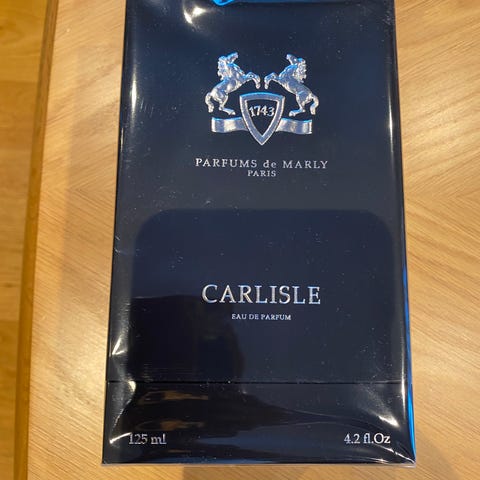 1743
PARFUMS de MARLY
PARIS
CARLISLE
EAU DE PARFUM
125 ml 4.2 fl.Oz